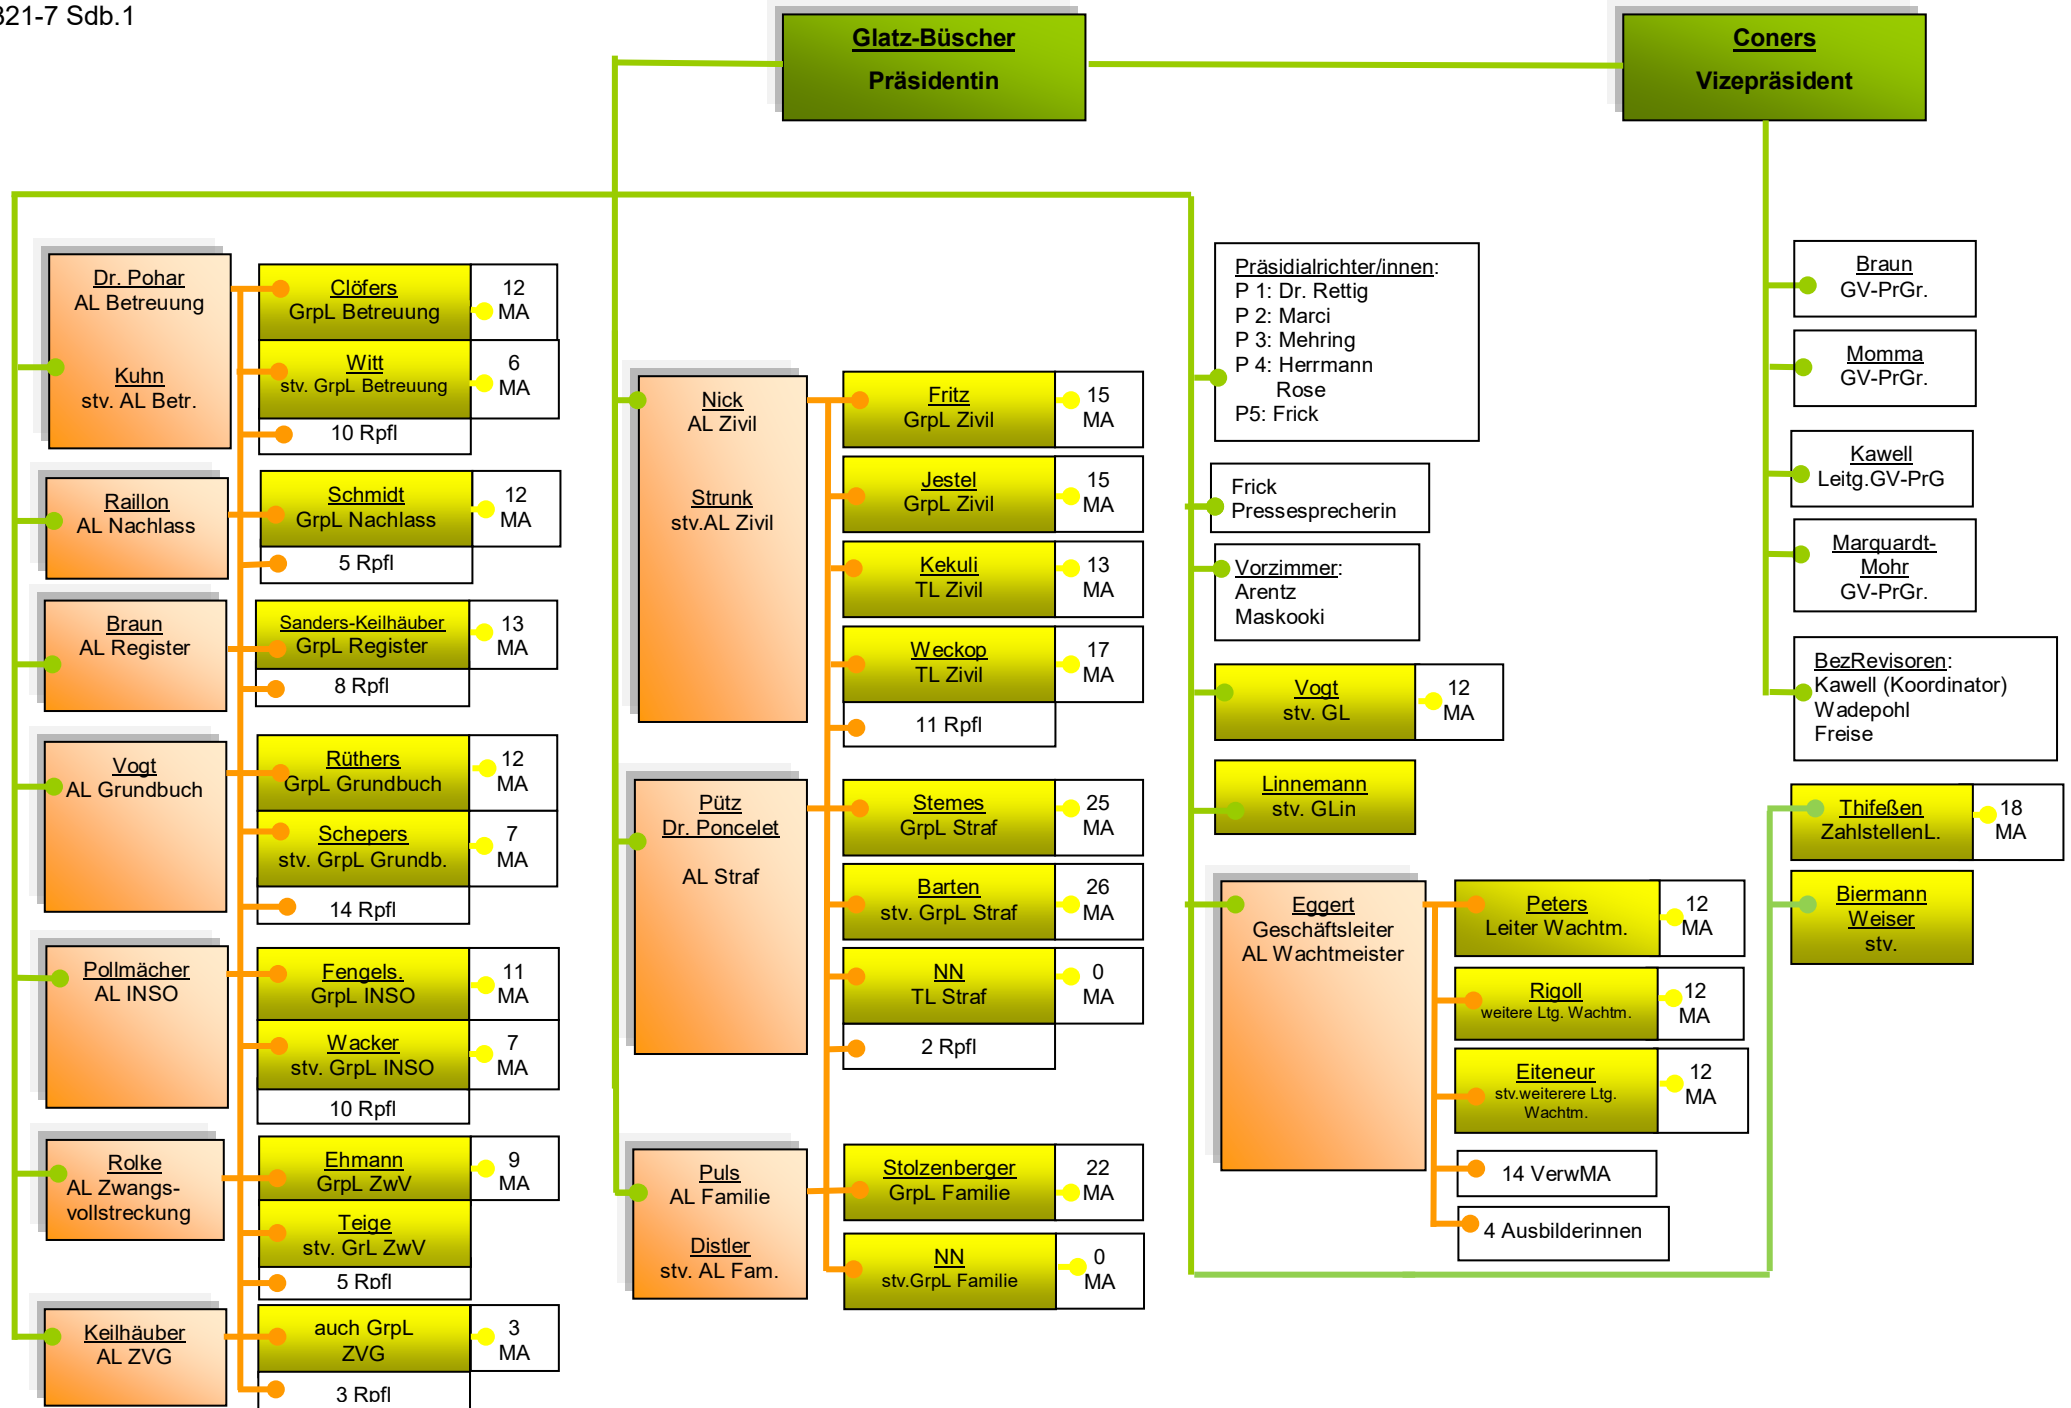 321-7 Sdb.1
Glatz-Büscher
Präsidentin
Coners
Vizepräsident
Dr. Pohar
AL Betreuung
Kuhn
stv. AL Betr.
Clöfers
GrpL Betreuung
12
MA
Witt
stv. GrpL Betreuung
6
MA
10 Rpfl
Raillon
AL Nachlass
Schmidt
GrpL Nachlass
12
MA
5 Rpfl
Braun
AL Register
Sanders-Keilhäuber
GrpL Register
13
MA
8 Rpfl
Vogt
AL Grundbuch
Rüthers
GrpL Grundbuch
12
MA
Schepers
stv. GrpL Grundb.
7
MA
14 Rpfl
Pollmächer
AL INSO
Fengels.
GrpL INSO
11
MA
Wacker
stv. GrpL INSO
7
MA
10 Rpfl
Rolke
AL Zwangs-
vollstreckung
Ehmann
GrpL ZwV
9
MA
Teige
stv. GrL ZwV
5 Rpfl
Keilhäuber
AL ZVG
auch GrpL
ZVG
3
MA
3 Rpfl
Nick
AL Zivil
Strunk
stv.AL Zivil
Fritz
GrpL Zivil
15
MA
Jestel
GrpL Zivil
15
MA
Kekuli
TL Zivil
13
MA
Weckop
TL Zivil
17
MA
11 Rpfl
Pütz
Dr. Poncelet
AL Straf
Stemes
GrpL Straf
25
MA
Barten
stv. GrpL Straf
26
MA
NN
TL Straf
0
MA
2 Rpfl
Puls
AL Familie
Distler
stv. AL Fam.
Stolzenberger
GrpL Familie
22
MA
NN
stv.GrpL Familie
0
MA
Präsidialrichter/innen:
P 1: Dr. Rettig
P 2: Marci
P 3: Mehring
P 4: Herrmann
Rose
P5: Frick
Frick
Pressesprecherin
Vorzimmer:
Arentz
Maskooki
Vogt
stv. GL
12
MA
Linnemann
stv. GLin
Eggert
Geschäftsleiter
AL Wachtmeister
Peters
Leiter Wachtm.
12
MA
Rigoll
weitere Ltg. Wachtm.
12
MA
Eiteneur
stv.weiterere Ltg.
Wachtm.
12
MA
14 VerwMA
4 Ausbilderinnen
Braun
GV-PrGr.
Momma
GV-PrGr.
Kawell
Leitg.GV-PrG
Marquardt-
Mohr
GV-PrGr.
BezRevisoren:
Kawell (Koordinator)
Wadepohl
Freise
Thifeßen
ZahlstellenL.
18
MA
Biermann
Weiser
stv.